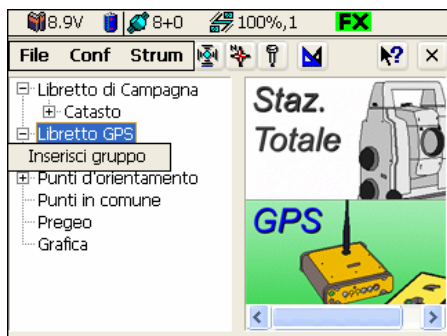 8.9V 8+0 100%,1 FX
File Conf Strum
Libretto di Campagna
Catasto
Libretto GPS
Inserisci gruppo
Punti d'orientamento
Punti in comune
Pregeo
Grafica
Staz.
Totale
GPS